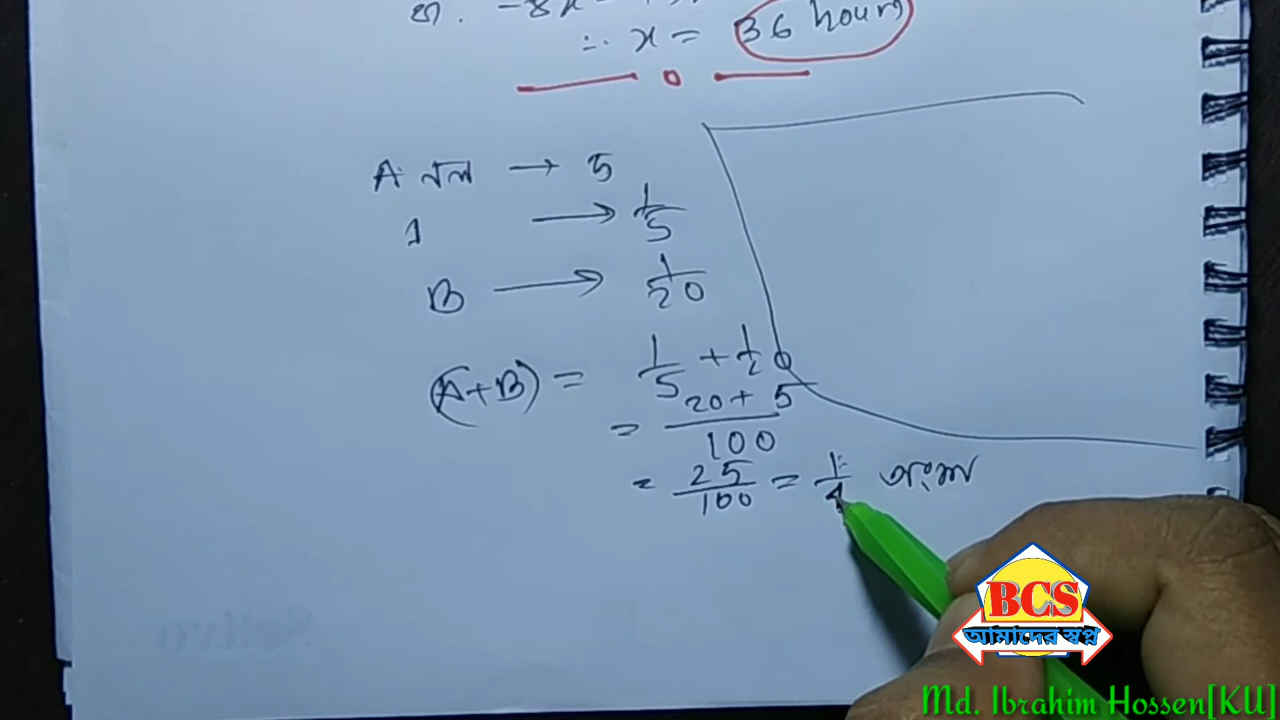 ∴ x = 36 hours
A নল → 5
1 → 1/5
B → 1/20
(A+B) = 1/5 + 1/20
= 20+5/100
= 25/100 = 1/4 অংশ
BCS
আমাদের স্বপ্ন
Md. Ibrahim Hossen[KU]